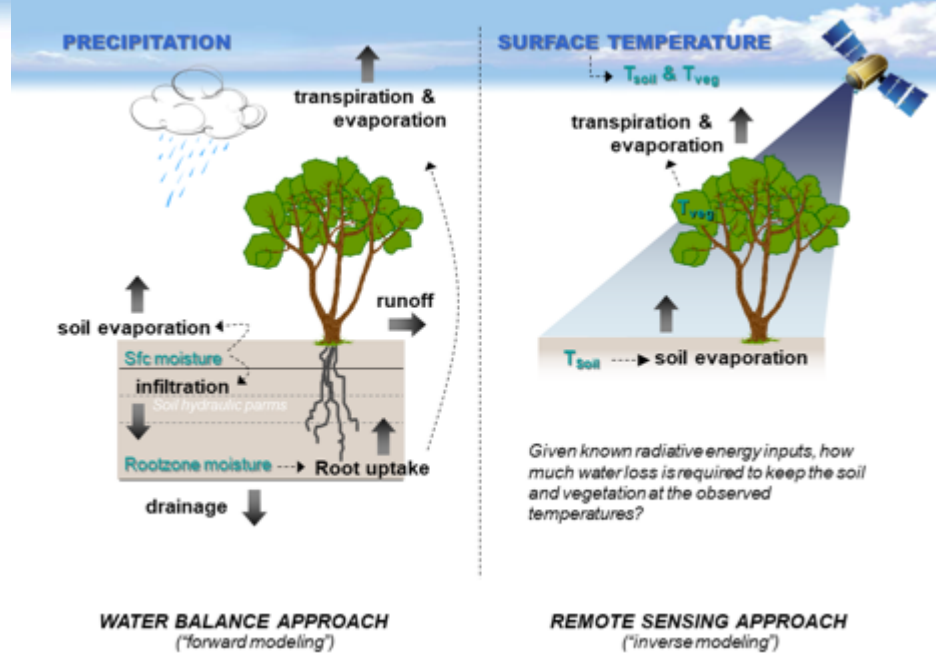 PRECIPITATION
transpiration &
evaporation
runoff
soil evaporation
Sfc moisture
infiltration
Soil hydraulic parms
Rootzone moisture
Root uptake
drainage
WATER BALANCE APPROACH
("forward modeling")
SURFACE TEMPERATURE
Tsoil & Tveg
transpiration &
evaporation
Tveg
TSoil
soil evaporation
Given known radiative energy inputs, how
much water loss is required to keep the soil
and vegetation at the observed
temperatures?
REMOTE SENSING APPROACH
("inverse modeling")